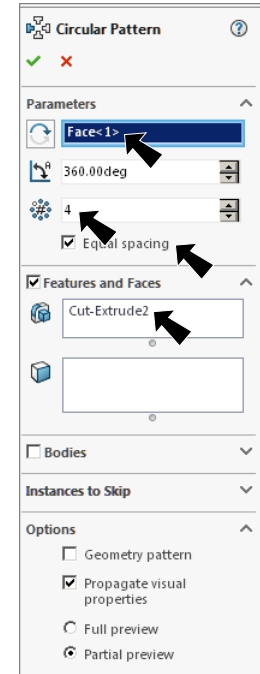 Circular Pattern
Parameters
Face<1>
360.00deg
4
Equal spacing
Features and Faces
Cut-Extrude2
Bodies
Instances to Skip
Options
Geometry pattern
Propagate visual
properties
Full preview
Partial preview